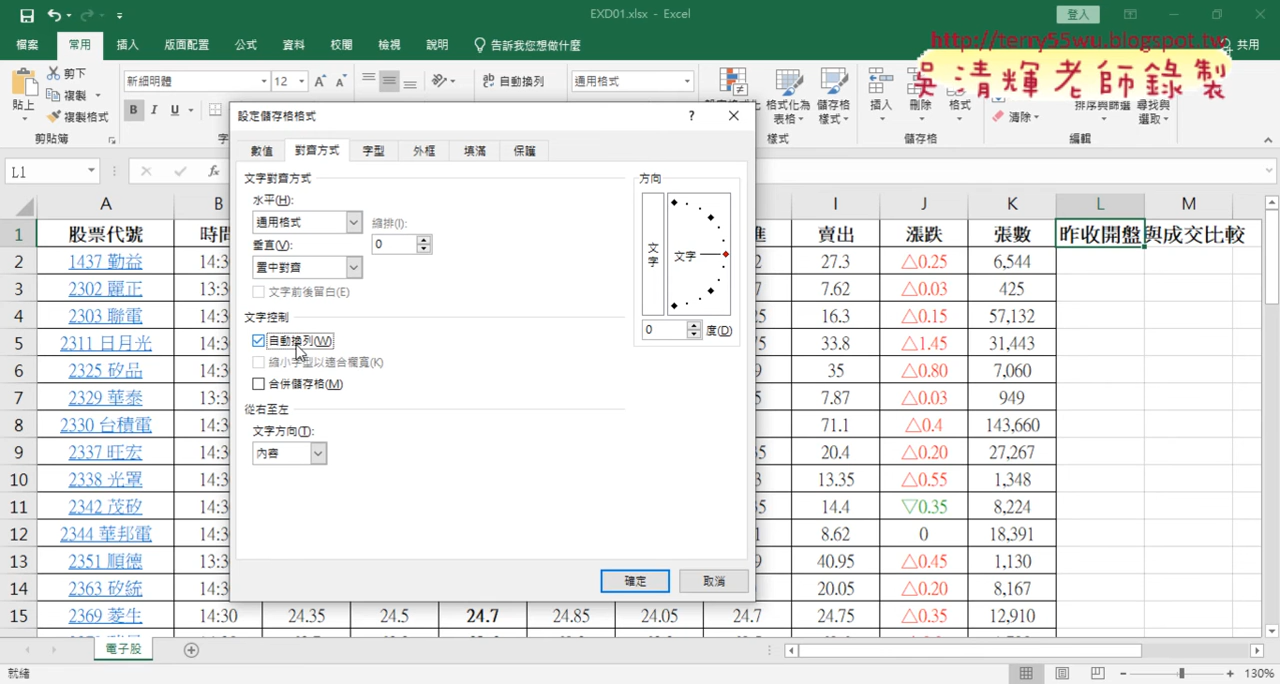 EXD01.xlsx - Excel
登入
檔案 常用 插入 版面配置 公式 資料 校閱 檢視 說明 告訴我您想做什麼 共用
http://terry55wu.blogspot.tw
吳清輝老師錄製
貼上 剪下 複製 複製格式 剪貼簿
新細明體 12 B I U
自動換列 通用格式
格式化為表格 儲存格樣式 樣式
插入 刪除 格式 儲存格
清除 排序與篩選 尋找與選取 編輯
L1 fx
設定儲存格格式 ?
數值 對齊方式 字型 外框 填滿 保護
文字對齊方式
水平(H):
通用格式 縮排(I):
垂直(V): 0
置中對齊
文字前後留白(E)
文字控制
自動換列(W)
縮小字型以適合欄寬(K)
合併儲存格(M)
從右至左
文字方向(T):
內容
方向
文字 文字
0 度(D)
確定 取消
A B I J K L M
1 股票代號 賣出 漲跌 張數 昨收開盤與成交比較
2 1437 勤益 14:3 27.3 △0.25 6,544
3 2302 麗正 13:3 7.62 △0.03 425
4 2303 聯電 14:3 16.3 △0.15 57,132
5 2311 日月光 14:3 33.8 △1.45 31,443
6 2325 矽品 14:3 35 △0.80 7,060
7 2329 華泰 13:3 7.87 △0.03 949
8 2330 台積電 14:3 71.1 △0.4 143,660
9 2337 旺宏 14:3 20.4 △0.20 27,267
10 2338 光罩 14:3 13.35 △0.55 1,348
11 2342 茂矽 14:3 14.4 ▽0.35 8,224
12 2344 華邦電 14:3 8.62 0 18,391
13 2351 順德 13:3 40.95 △0.45 1,130
14 2363 矽統 14:3 20.05 △0.20 8,167
15 2369 菱生 14:30 24.35 24.5 24.7 24.85 24.05 24.7 24.75 △0.35 12,910
電子股
就緒 130%